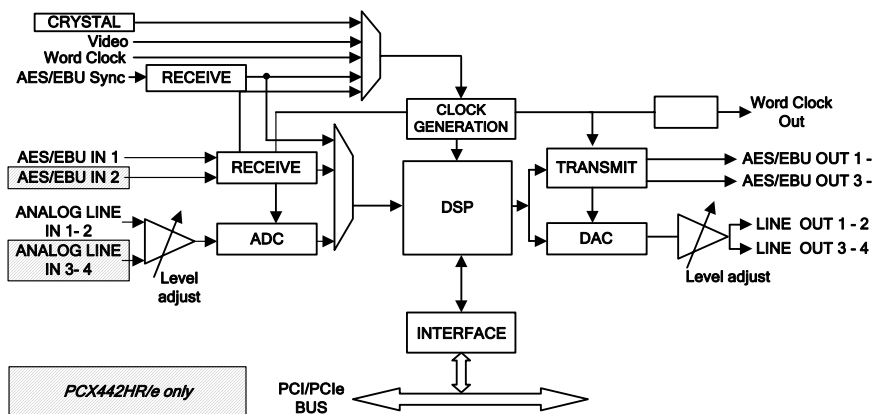 CRYSTAL
Video
Word Clock
AES/EBU Sync
RECEIVE
CLOCK
GENERATION
Word Clock
Out
AES/EBU IN 1
AES/EBU IN 2
RECEIVE
DSP
TRANSMIT
AES/EBU OUT 1 -
AES/EBU OUT 3 -
ANALOG LINE
IN 1- 2
ANALOG LINE
IN 3- 4
Level
adjust
ADC
DAC
LINE OUT 1 - 2
LINE OUT 3 - 4
Level adjust
INTERFACE
PCX442HR/e only
PCI/PCIe
BUS